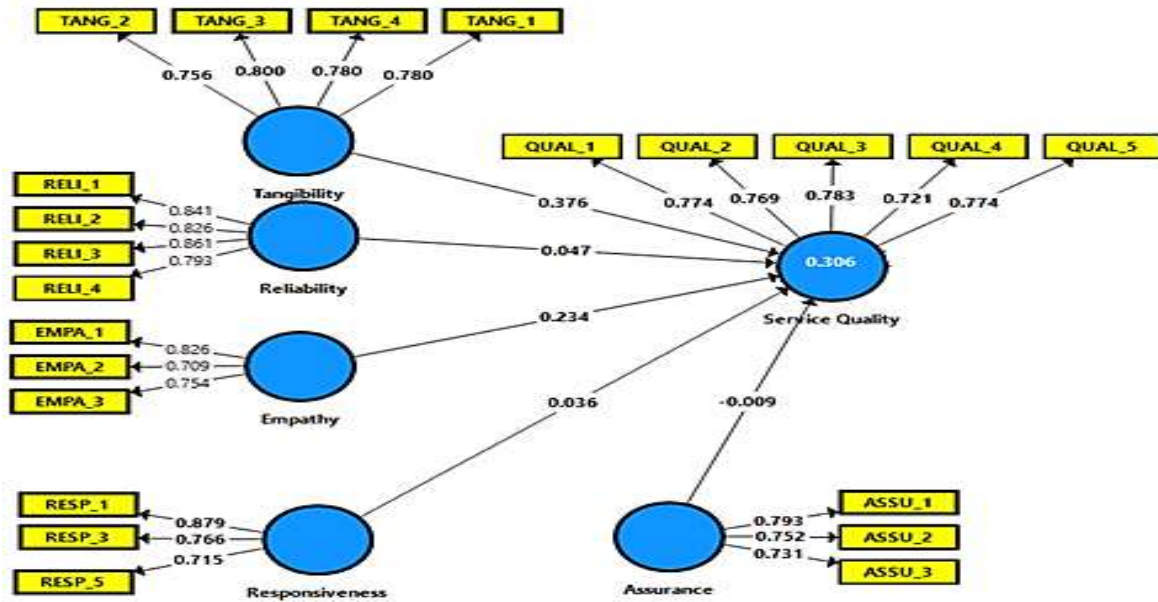 TANG_2 TANG_3 TANG_4 TANG_1
0.756 0.800 0.780 0.780
Tangibility
QUAL_1 QUAL_2 QUAL_3 QUAL_4 QUAL_5
0.774 0.769 0.783 0.721 0.774
RELI_1
RELI_2
RELI_3
RELI_4
0.841
0.826
0.861
0.793
Reliability
0.376
0.047
0.306
Service Quality
EMPA_1
EMPA_2
EMPA_3
0.826
0.709
0.754
Empathy
0.234
0.036
-0.009
RESP_1
RESP_3
RESP_5
0.879
0.766
0.715
Responsiveness
Assurance
0.793
0.752
0.731
ASSU_1
ASSU_2
ASSU_3